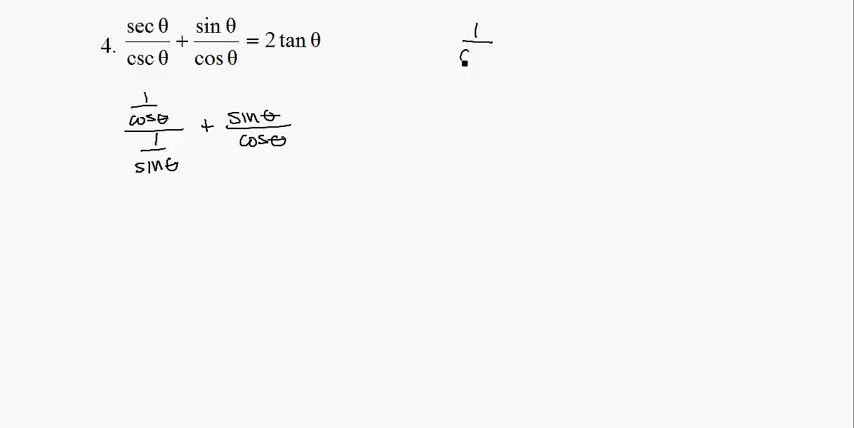 4. sec θ / csc θ + sin θ / cos θ = 2 tan θ
1
1/cosθ / 1/sinθ + sinθ/cosθ